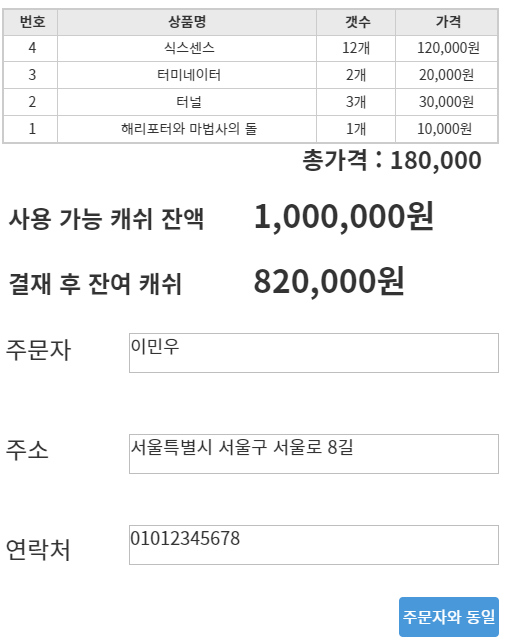 번호 상품명 갯수 가격
4 식스센스 12개 120,000원
3 터미네이터 2개 20,000원
2 터널 3개 30,000원
1 해리포터와 마법사의 돌 1개 10,000원
총가격 : 180,000
사용 가능 캐쉬 잔액 1,000,000원
결재 후 잔여 캐쉬 820,000원
주문자 이민우
주소 서울특별시 서울구 서울로 8길
연락처 01012345678
주문자와 동일